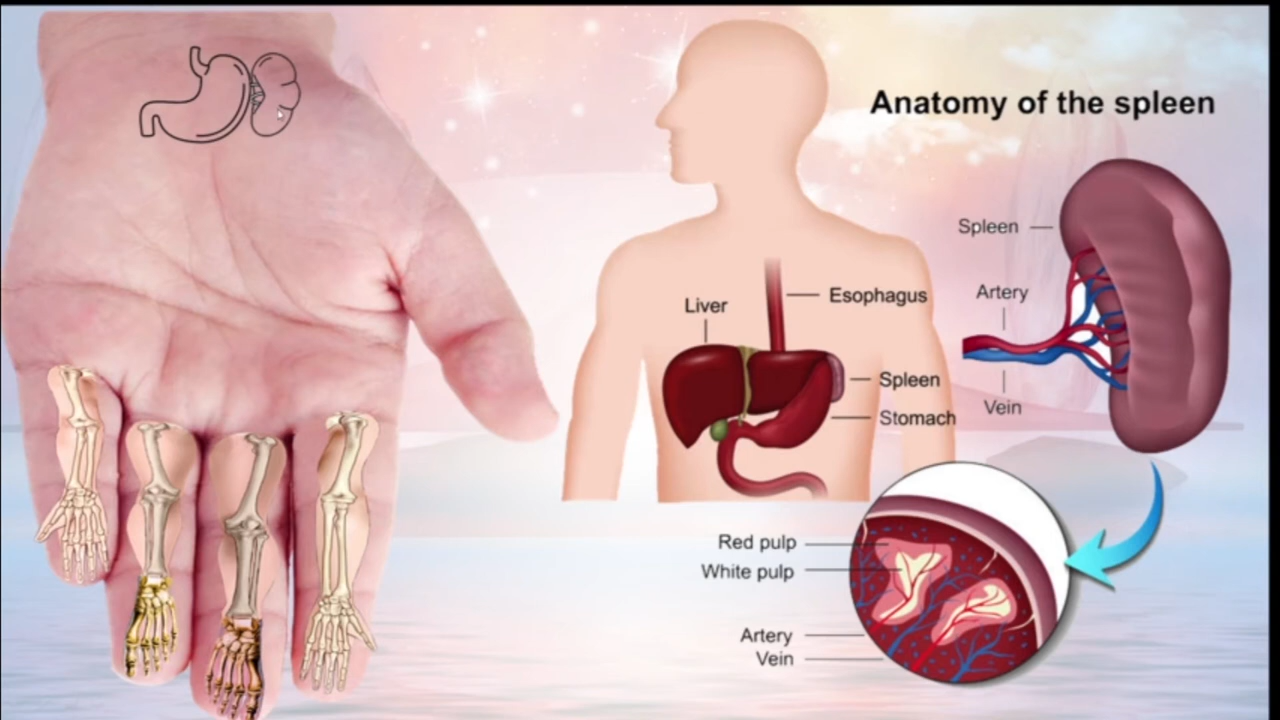 Anatomy of the spleen
Spleen
Artery
Vein
Liver
Esophagus
Spleen
Stomach
Red pulp
White pulp
Artery
Vein